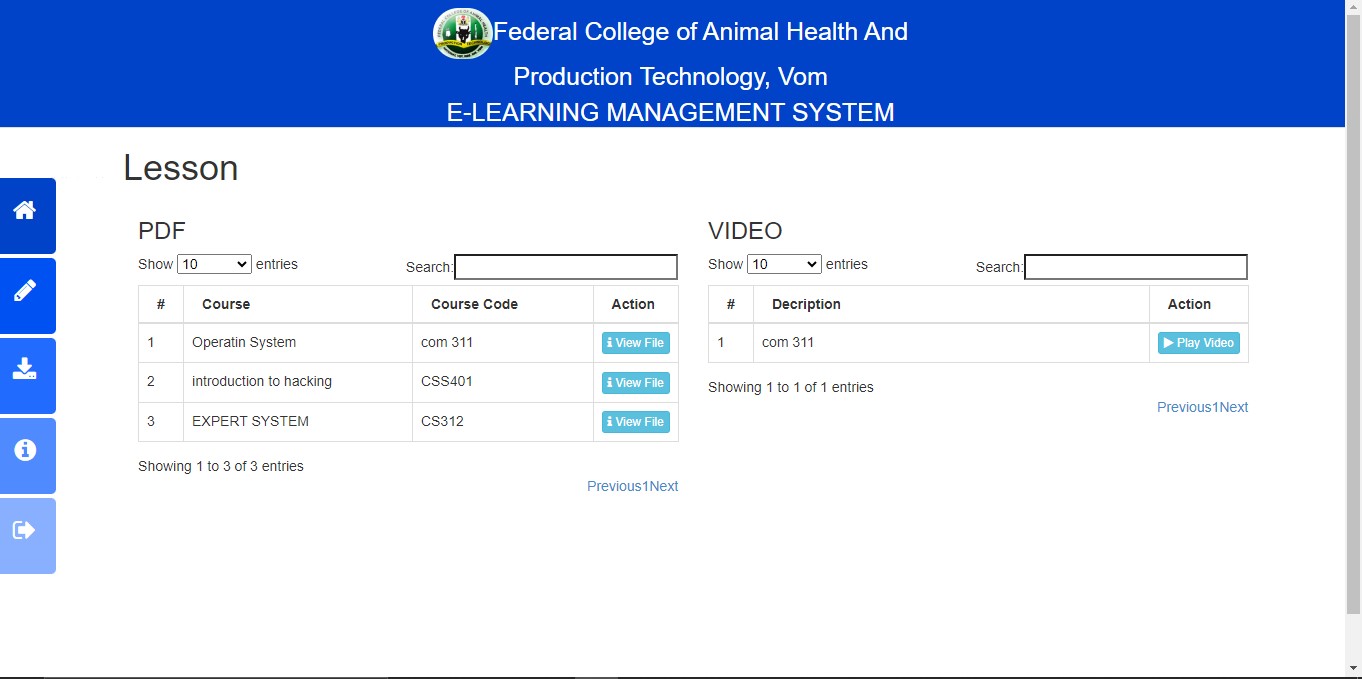 Federal College of Animal Health And
Production Technology, Vom
E-LEARNING MANAGEMENT SYSTEM
Lesson
PDF
Show 10 entries Search:
# Course Course Code Action
1 Operatin System com 311 View File
2 introduction to hacking CSS401 View File
3 EXPERT SYSTEM CS312 View File
Showing 1 to 3 of 3 entries
Previous1Next
VIDEO
Show 10 entries Search:
# Decription Action
1 com 311 Play Video
Showing 1 to 1 of 1 entries
Previous1Next